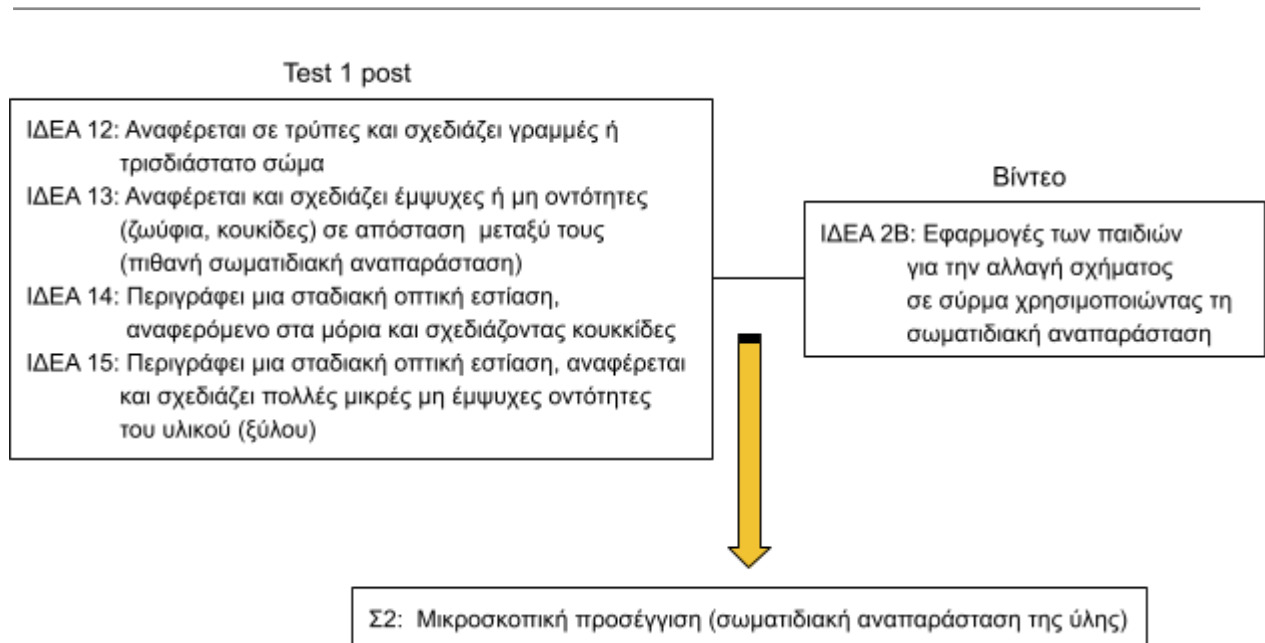 Test 1 post
ΙΔΕΑ 12: Αναφέρεται σε τρύπες και σχεδιάζει γραμμές ή
τρισδιάστατο σώμα
ΙΔΕΑ 13: Αναφέρεται και σχεδιάζει έμψυχες ή μη οντότητες
(ζωύφια, κουκίδες) σε απόσταση μεταξύ τους
(πιθανή σωματιδιακή αναπαράσταση)
ΙΔΕΑ 14: Περιγράφει μια σταδιακή οπτική εστίαση,
αναφερόμενο στα μόρια και σχεδιάζοντας κουκκίδες
ΙΔΕΑ 15: Περιγράφει μια σταδιακή οπτική εστίαση, αναφέρεται
και σχεδιάζει πολλές μικρές μη έμψυχες οντότητες
του υλικού (ξύλου)
Βίντεο
ΙΔΕΑ 2Β: Εφαρμογές των παιδιών
για την αλλαγή σχήματος
σε σύρμα χρησιμοποιώντας τη
σωματιδιακή αναπαράσταση
Σ2: Μικροσκοπική προσέγγιση (σωματιδιακή αναπαράσταση της ύλης)